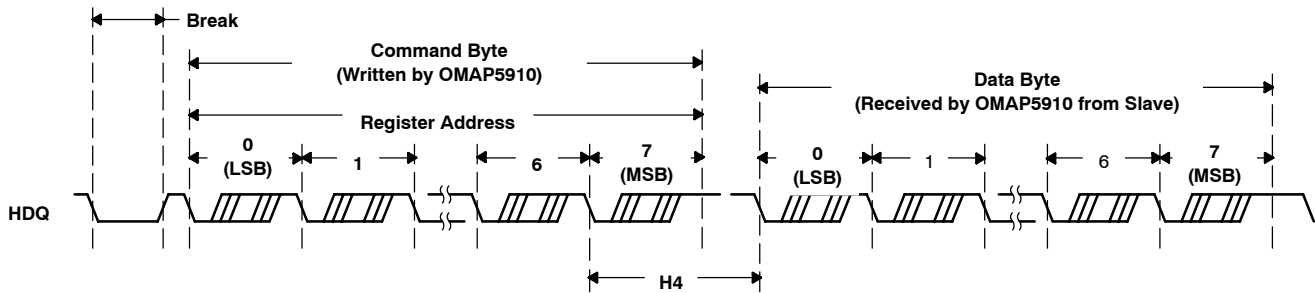 Break
Command Byte
(Written by OMAP5910)
Data Byte
(Received by OMAP5910 from Slave)
Register Address
0
(LSB)
1
6
7
(MSB)
0
(LSB)
1
6
7
(MSB)
HDQ
H4